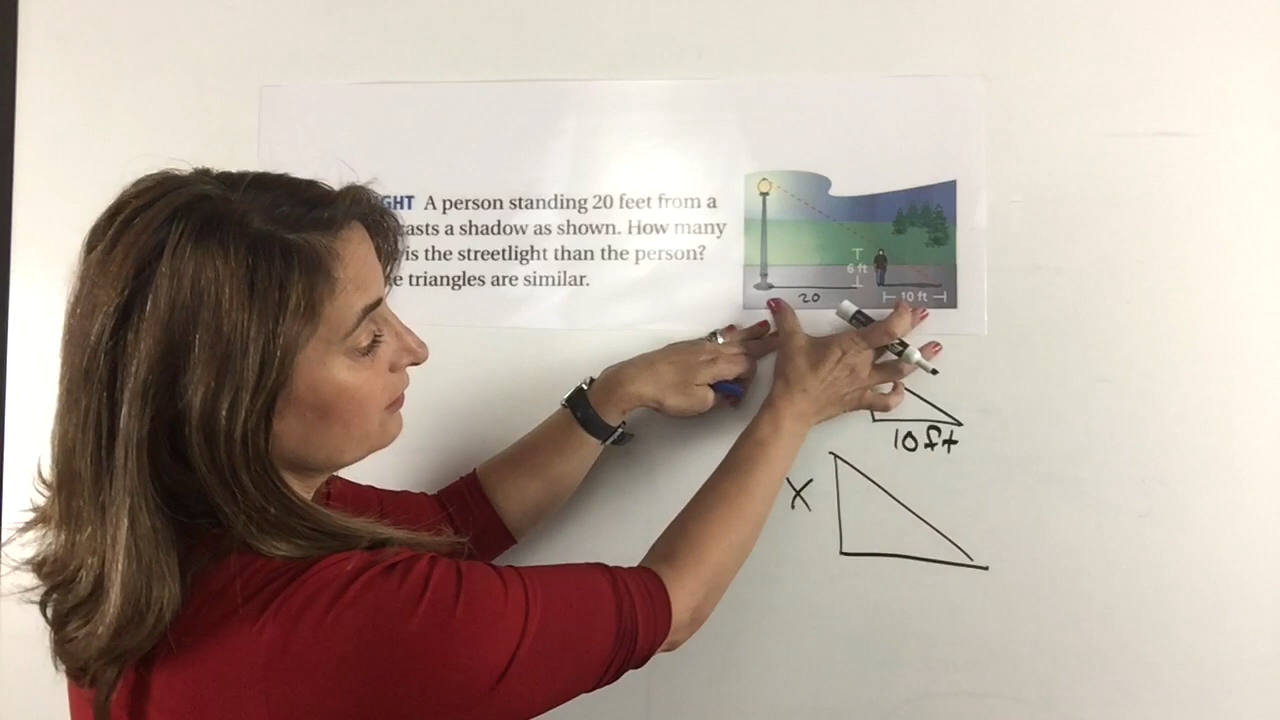 GHT A person standing 20 feet from a
casts a shadow as shown. How many
is the streetlight than the person?
e triangles are similar.
6 ft
20
10 ft
10 ft
X